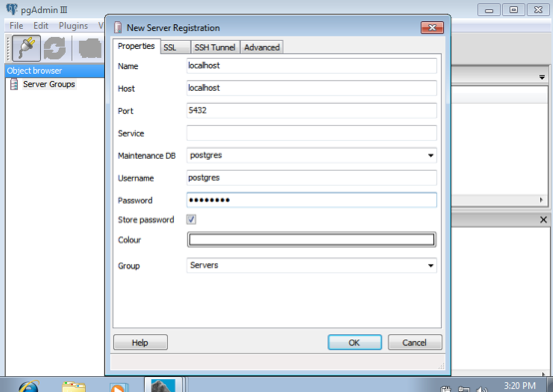 pgAdmin III
File Edit Plugins
New Server Registration
Properties SSL SSH Tunnel Advanced
Object browser
Server Groups
Name localhost
Host localhost
Port 5432
Service
Maintenance DB postgres
Username postgres
Password ••••••••
Store password
Colour
Group Servers
Help OK Cancel
3:20 PM